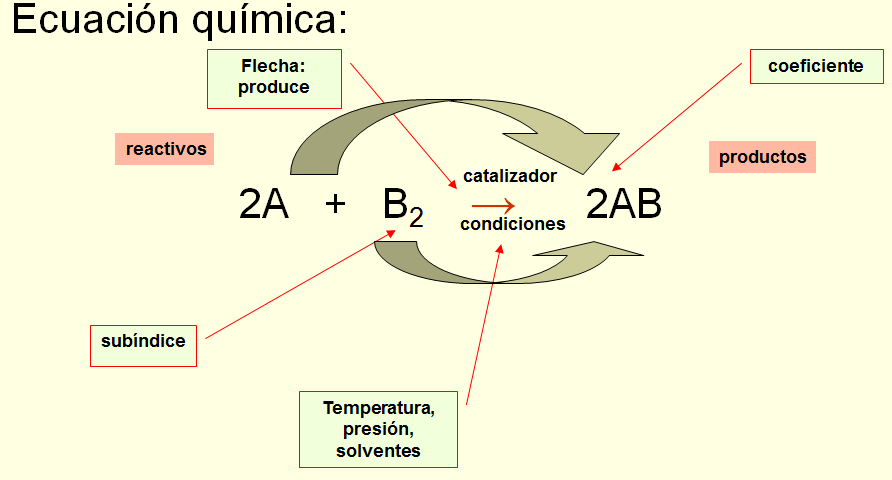 Ecuación química:
Flecha:
produce
coeficiente
reactivos
productos
catalizador
2A + B₂ → 2AB
condiciones
subíndice
Temperatura,
presión,
solventes